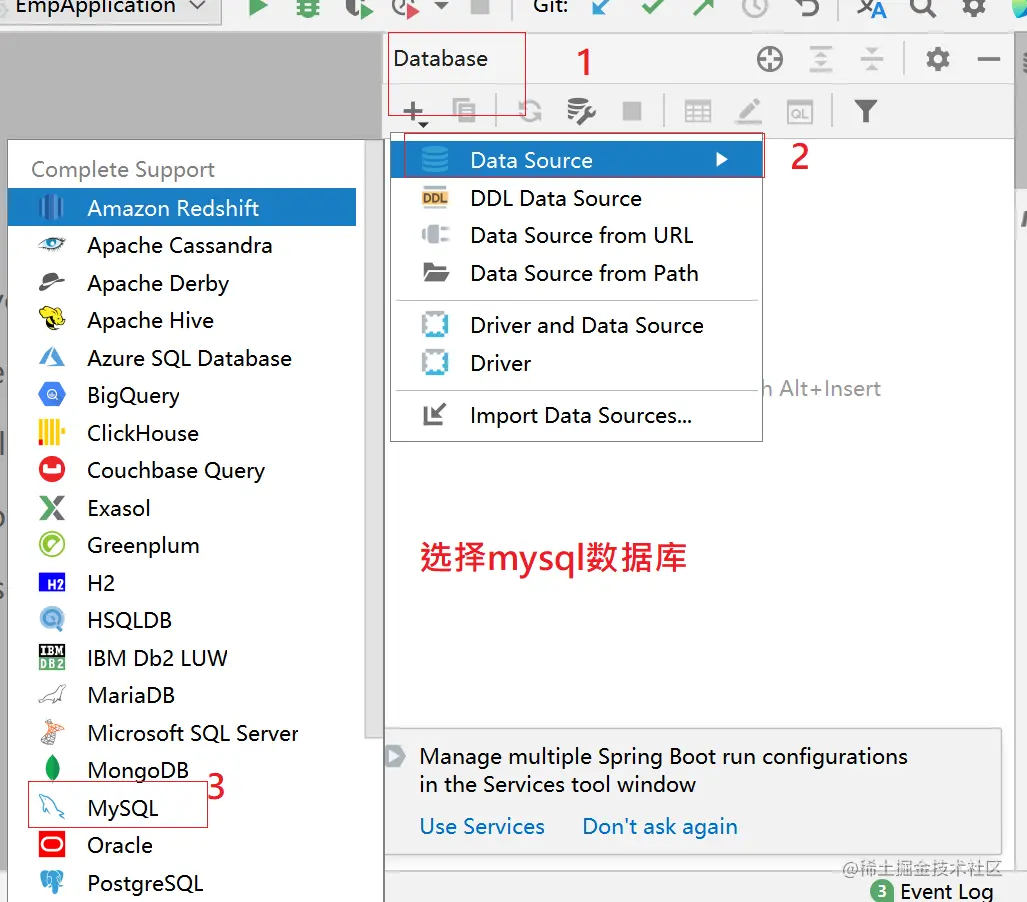 EmpApplication
Git:
Database
1
Data Source
2
DDL Data Source
Data Source from URL
Data Source from Path
Driver and Data Source
Driver
Import Data Sources...
Alt+Insert
Complete Support
Amazon Redshift
Apache Cassandra
Apache Derby
Apache Hive
Azure SQL Database
BigQuery
ClickHouse
Couchbase Query
Exasol
Greenplum
H2
HSQLDB
IBM Db2 LUW
MariaDB
Microsoft SQL Server
MongoDB
3
MySQL
Oracle
PostgreSQL
选择mysql数据库
Manage multiple Spring Boot run configurations
in the Services tool window
Use Services Don't ask again
@稀土掘金技术社区
3 Event Log
DDL
QL
H2
IBM
DB2